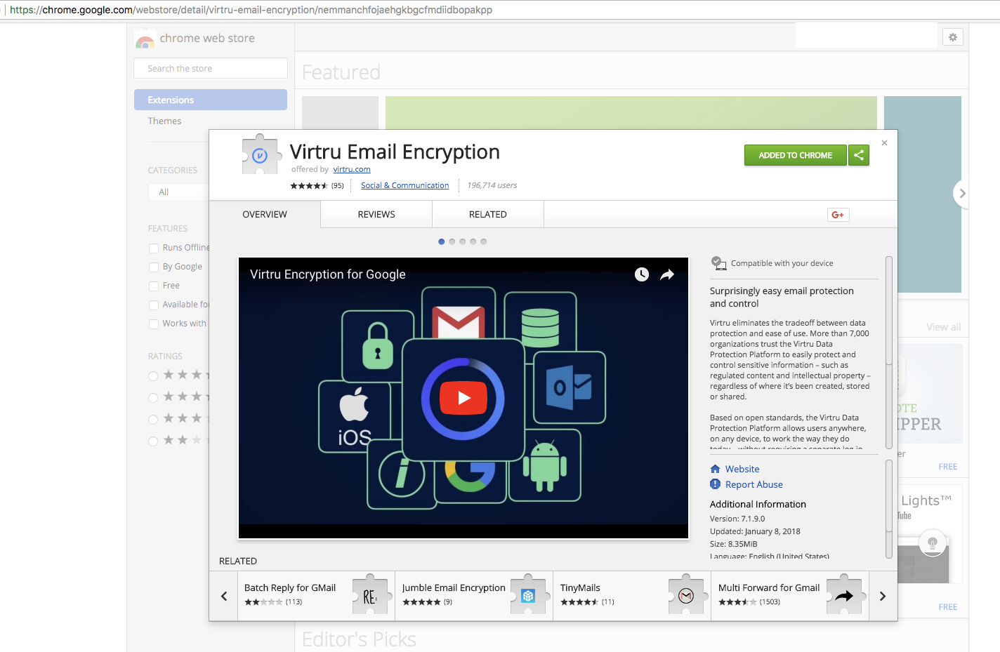 https://chrome.google.com/webstore/detail/virtru-email-encryption/nemmanchfojaehgkbgcfmdiidbopakpp
chrome web store
Search the store
Extensions
Themes
CATEGORIES
All
FEATURES
Runs Offline
By Google
Free
Available fo
Works with
RATINGS
Featured
Virtru Email Encryption
offered by virtru.com
(95)
Social & Communication
196,714 users
ADDED TO CHROME
OVERVIEW
REVIEWS
RELATED
G+
Virtru Encryption for Google
iOS
Compatible with your device
Surprisingly easy email protection
and control
Virtru eliminates the tradeoff between data
protection and ease of use. More than 7,000
organizations trust the Virtru Data
Protection Platform to easily protect and
control sensitive information – such as
regulated content and intellectual property –
regardless of where it's been created, stored
or shared.
Based on open standards, the Virtru Data
Protection Platform allows users anywhere,
on any device, to work the way they do
today – without requiring a separate log-in
Website
Report Abuse
Additional Information
Version: 7.1.9.0
Updated: January 8, 2018
Size: 8.35MiB
Language: English (United States)
RELATED
Batch Reply for GMail
(113)
RE:
Jumble Email Encryption
(9)
TinyMails
(11)
Multi Forward for Gmail
(1503)
View all
OTE
IPPER
er
FREE
Lights™
Tube
FREE
Editor's Picks